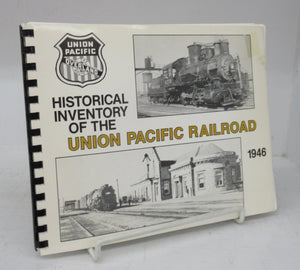 UNION
PACIFIC
OVERLAND
HISTORICAL
INVENTORY
OF THE
UNION PACIFIC RAILROAD
1946